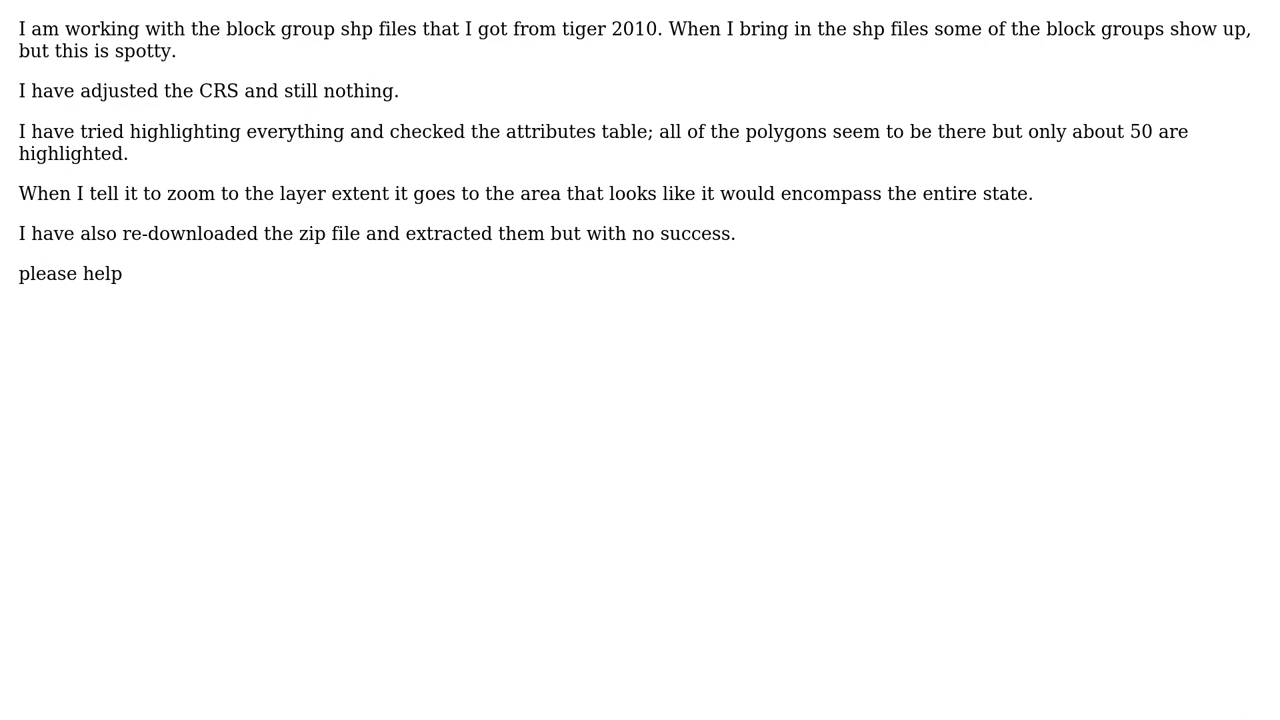 I am working with the block group shp files that I got from tiger 2010. When I bring in the shp files some of the block groups show up,
but this is spotty.
I have adjusted the CRS and still nothing.
I have tried highlighting everything and checked the attributes table; all of the polygons seem to be there but only about 50 are
highlighted.
When I tell it to zoom to the layer extent it goes to the area that looks like it would encompass the entire state.
I have also re-downloaded the zip file and extracted them but with no success.
please help